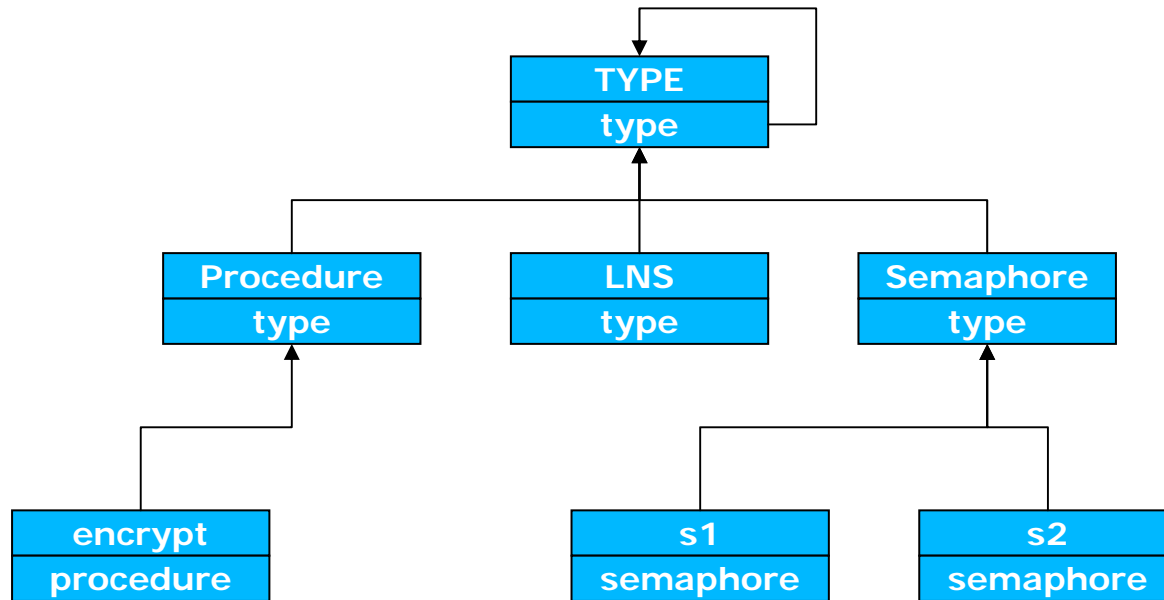 TYPE
type
Procedure
type
LNS
type
Semaphore
type
encrypt
procedure
s1
semaphore
s2
semaphore